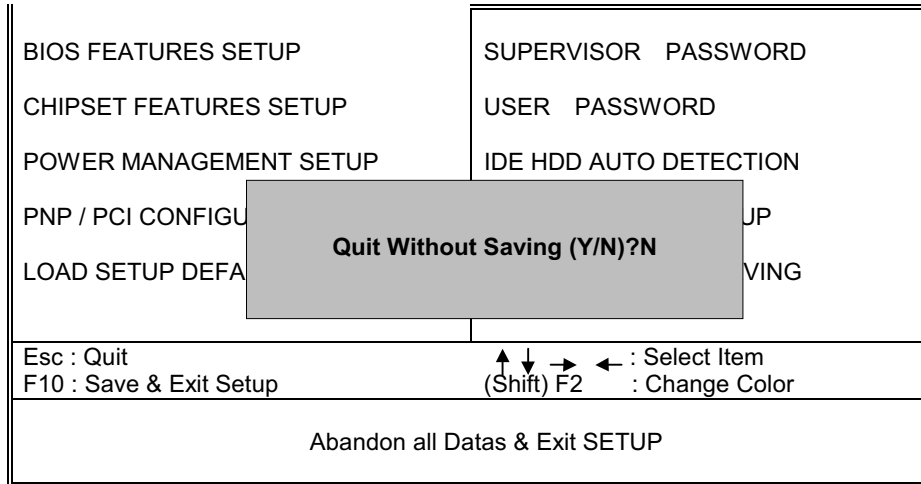 BIOS FEATURES SETUP
SUPERVISOR PASSWORD
CHIPSET FEATURES SETUP
USER PASSWORD
POWER MANAGEMENT SETUP
IDE HDD AUTO DETECTION
PNP / PCI CONFIGU
UP
Quit Without Saving (Y/N)?N
LOAD SETUP DEFA
VING
Esc : Quit
↑ ↓ → ← : Select Item
F10 : Save & Exit Setup
(Shift) F2 : Change Color
Abandon all Datas & Exit SETUP